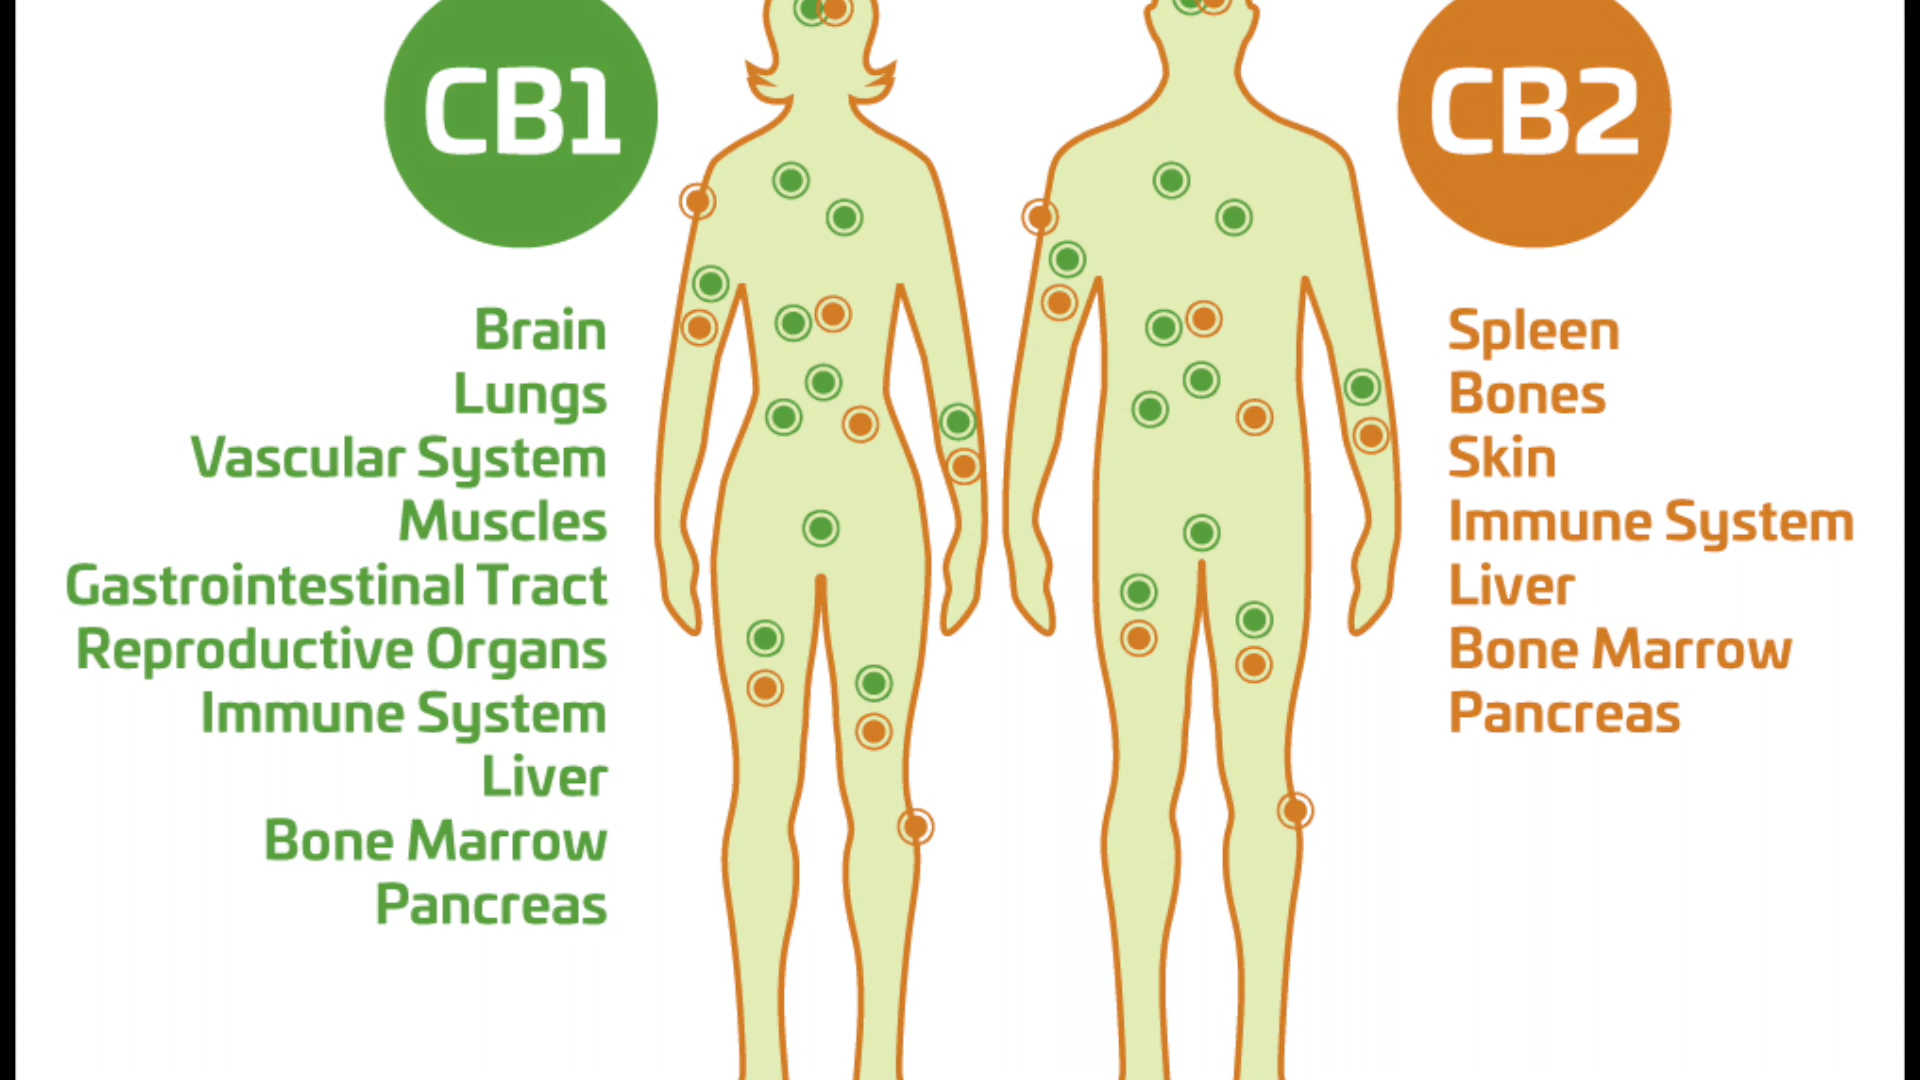 CB1
Brain
Lungs
Vascular System
Muscles
Gastrointestinal Tract
Reproductive Organs
Immune System
Liver
Bone Marrow
Pancreas
CB2
Spleen
Bones
Skin
Immune System
Liver
Bone Marrow
Pancreas